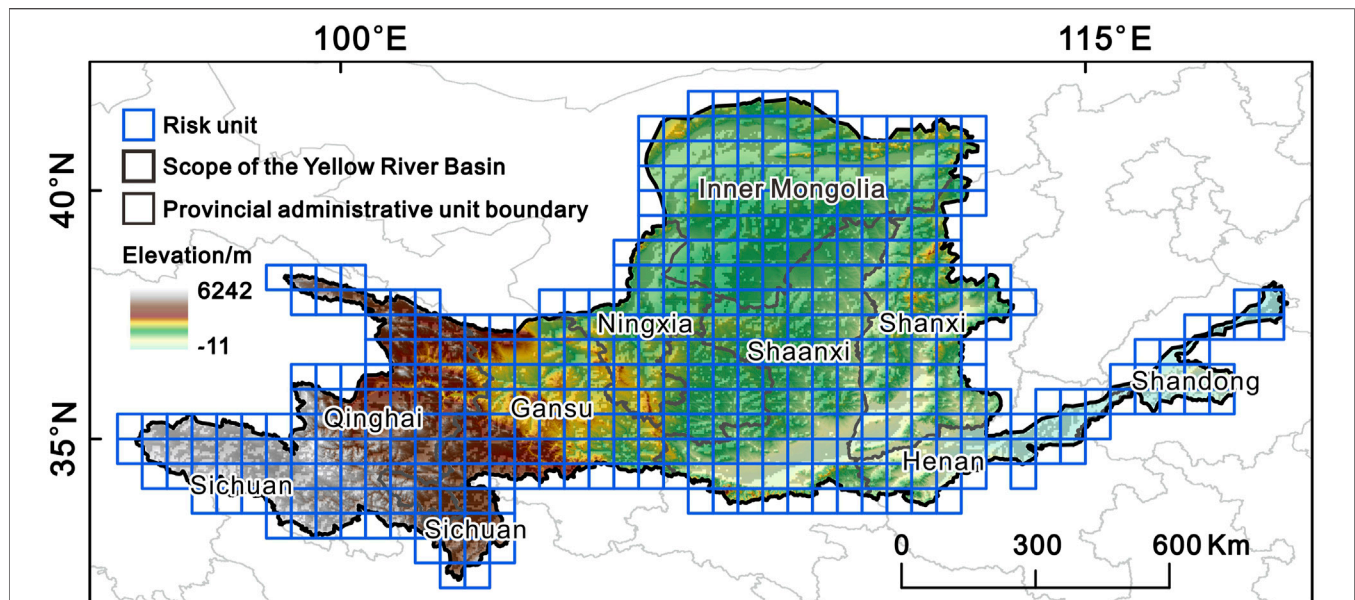 100°E 115°E
Risk unit
Scope of the Yellow River Basin
Provincial administrative unit boundary
Elevation/m
6242
-11
40°N
35°N
Inner Mongolia
Ningxia
Shanxi
Shaanxi
Shandong
Gansu
Qinghai
Henan
Sichuan
Sichuan
0 300 600 Km